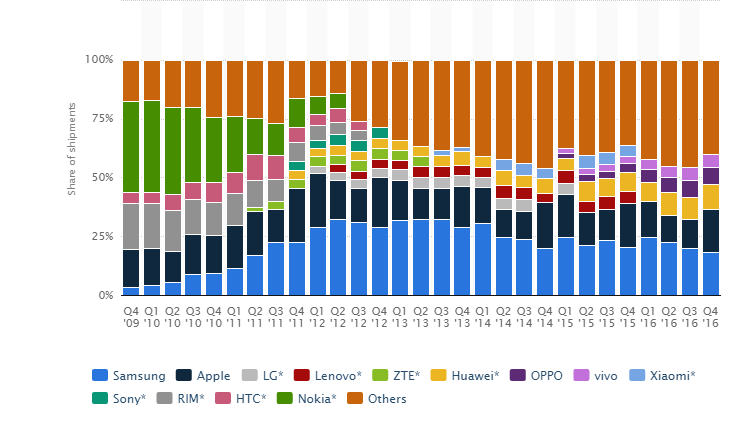 100%
75%
50%
25%
0%
Share of shipments
Q4 Q1 Q2 Q3 Q4 Q1 Q2 Q3 Q4 Q1 Q2 Q3 Q4 Q1 Q2 Q3 Q4 Q1 Q2 Q3 Q4 Q1 Q2 Q3 Q4 Q1 Q2 Q3 Q4
'09 '10 '10 '10 '10 '11 '11 '11 '11 '12 '12 '12 '12 '13 '13 '13 '13 '14 '14 '14 '14 '15 '15 '15 '15 '16 '16 '16 '16
Samsung Apple LG* Lenovo* ZTE* Huawei* OPPO vivo Xiaomi*
Sony* RIM* HTC* Nokia* Others